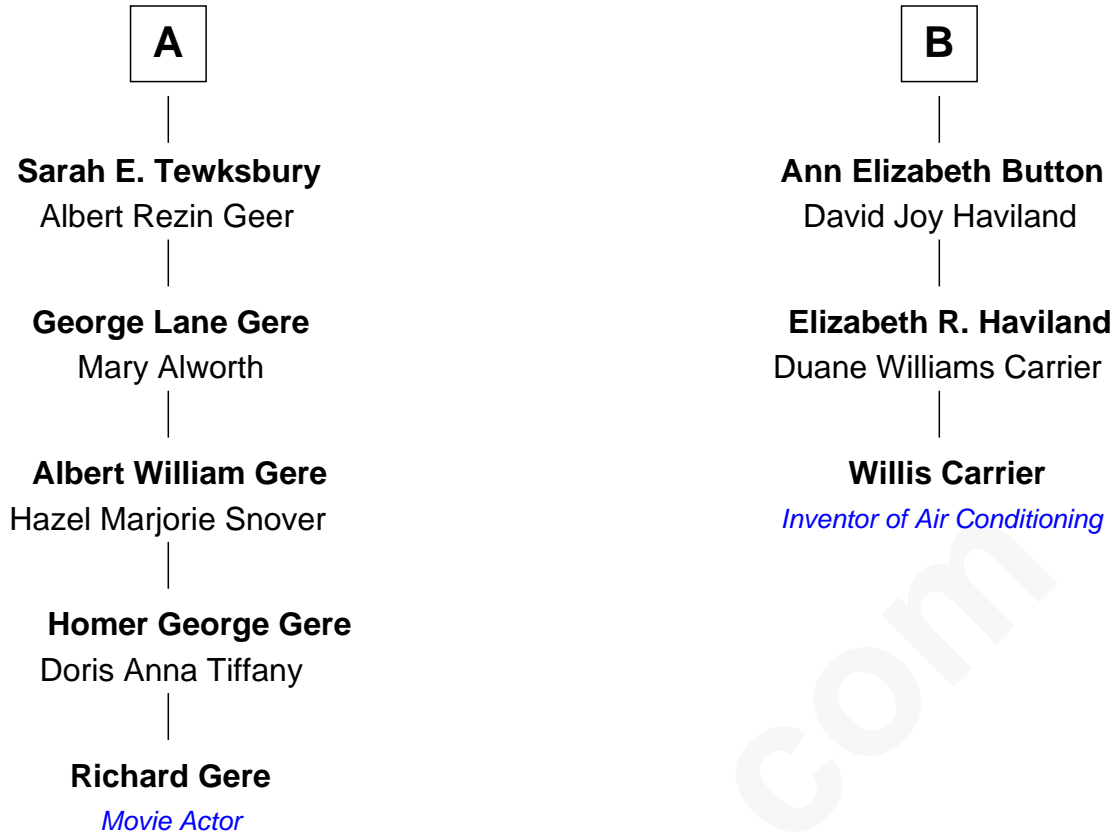 A
Sarah E. Tewksbury
Albert Rezin Geer
George Lane Gere
Mary Alworth
Albert William Gere
Hazel Marjorie Snover
Homer George Gere
Doris Anna Tiffany
Richard Gere
Movie Actor
B
Ann Elizabeth Button
David Joy Haviland
Elizabeth R. Haviland
Duane Williams Carrier
Willis Carrier
Inventor of Air Conditioning
com